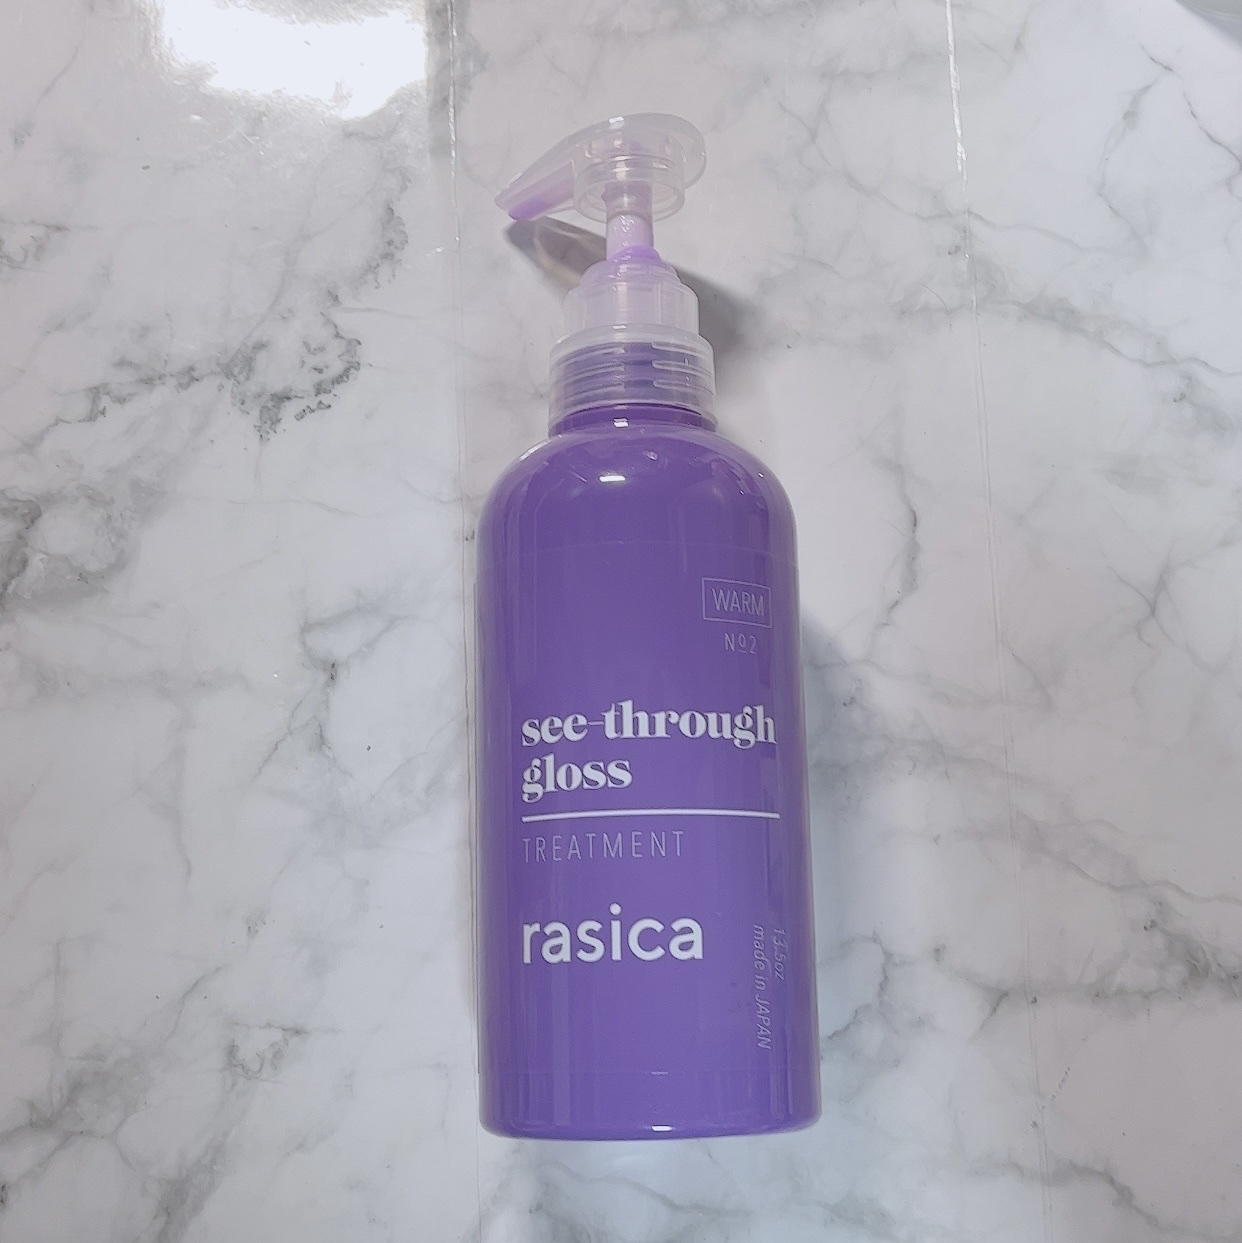 WARM
Nº2
see-through
gloss
TREATMENT
rasica
13.5oz
made in JAPAN